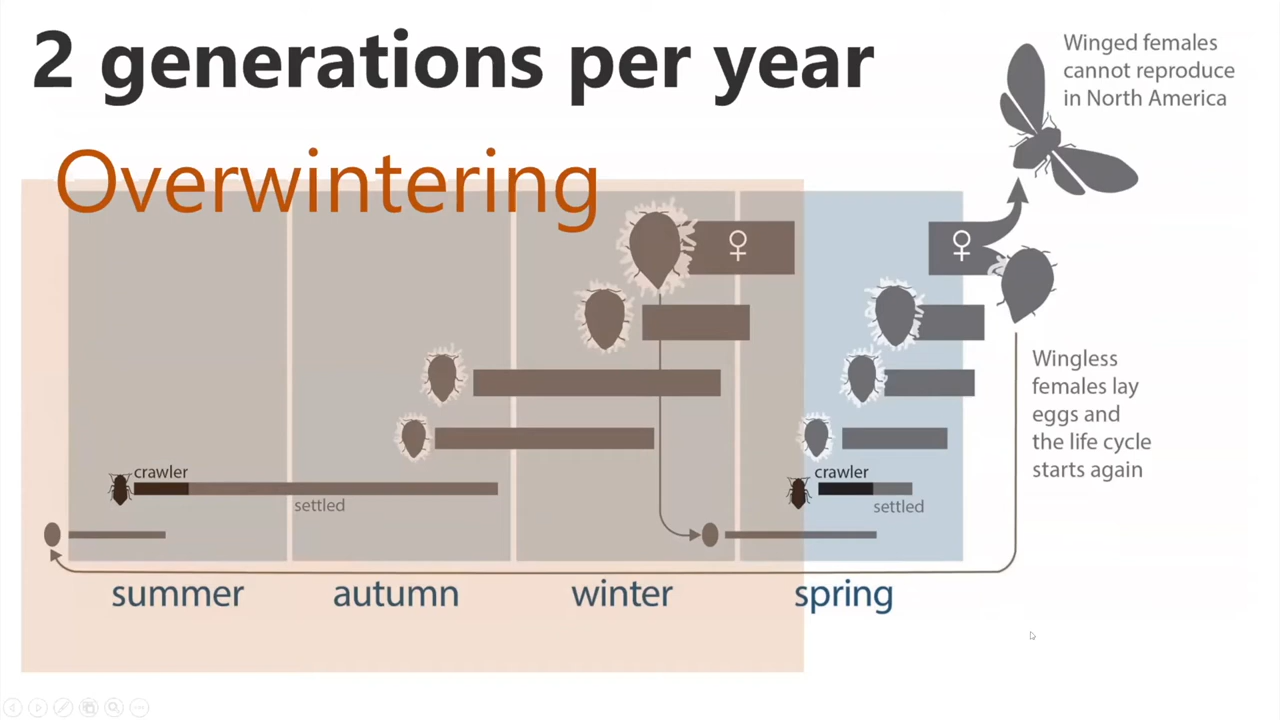 2 generations per year
Overwintering
Winged females
cannot reproduce
in North America
♀
♀
Wingless
females lay
eggs and
the life cycle
starts again
crawler
settled
crawler
settled
summer
autumn
winter
spring